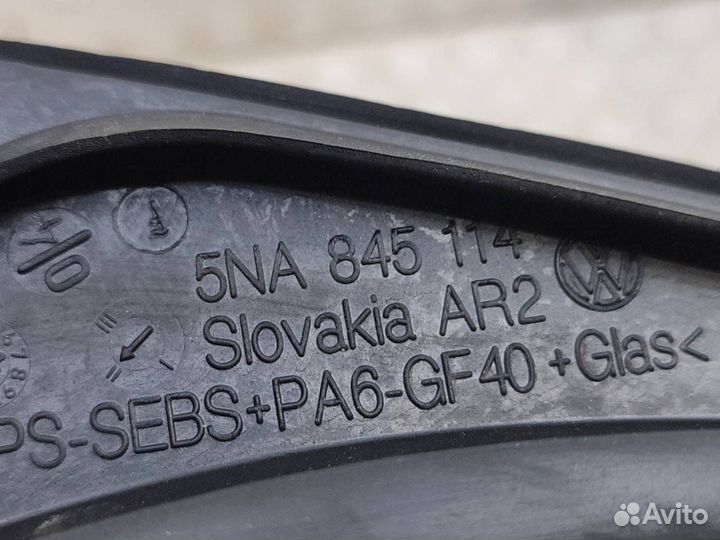 5NA 845 114
Slovakia AR2
PS-SEBS+PA6-GF40+Glas<
Avito